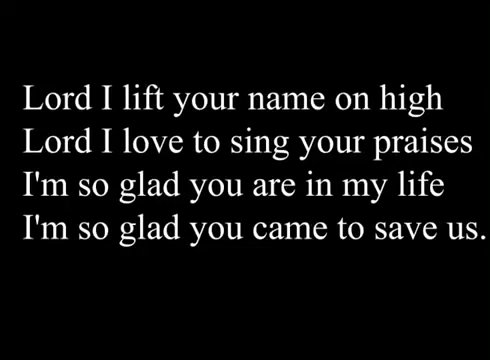 Lord I lift your name on high
Lord I love to sing your praises
I'm so glad you are in my life
I'm so glad you came to save us.